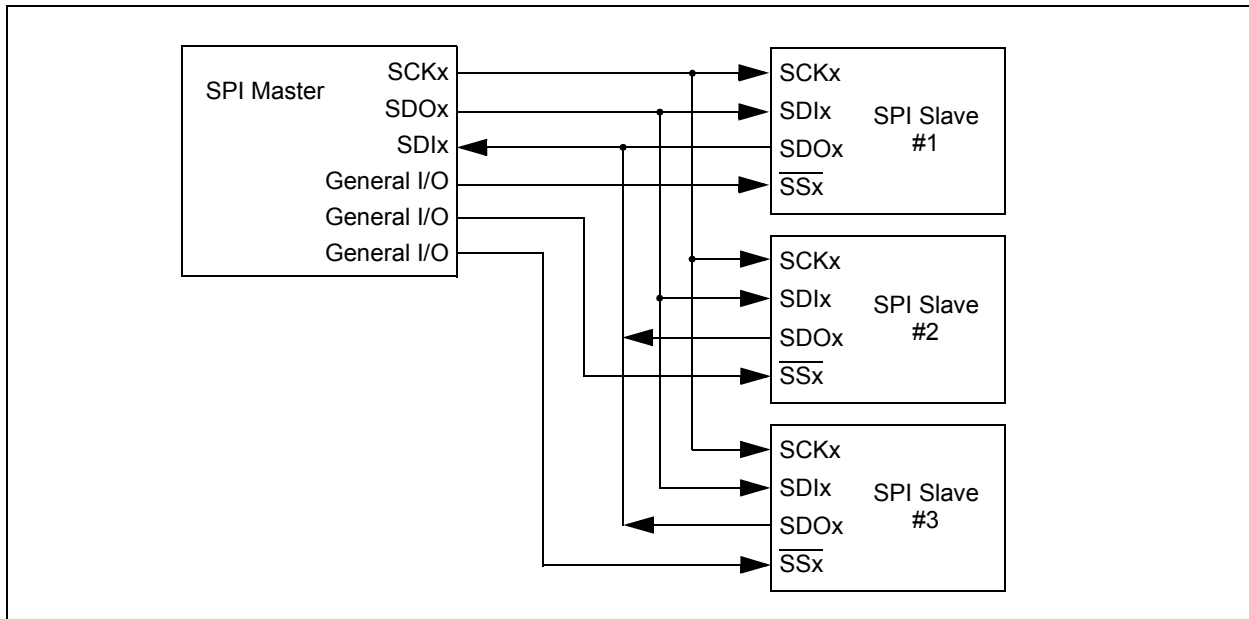 SPI Master
SCKx
SDOx
SDIx
General I/O
General I/O
General I/O
SCKx
SDIx
SDOx
SSx
SPI Slave
#1
SCKx
SDIx
SDOx
SSx
SPI Slave
#2
SCKx
SDIx
SDOx
SSx
SPI Slave
#3